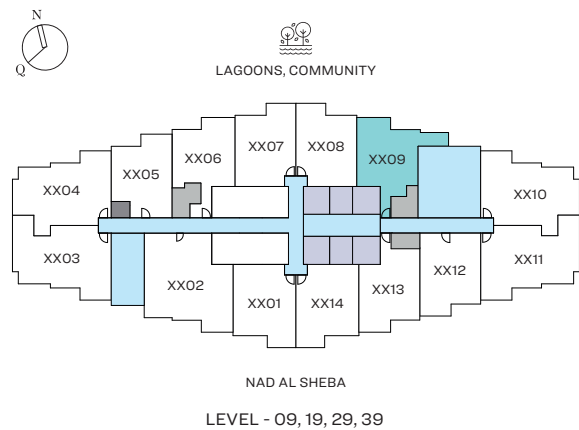 N
Q
LAGOONS, COMMUNITY
XX07
XX08
XX06
XX09
XX05
XX04
XX10
XX03
XX11
XX02
XX12
XX13
XX01
XX14
NAD AL SHEBA
LEVEL - 09, 19, 29, 39